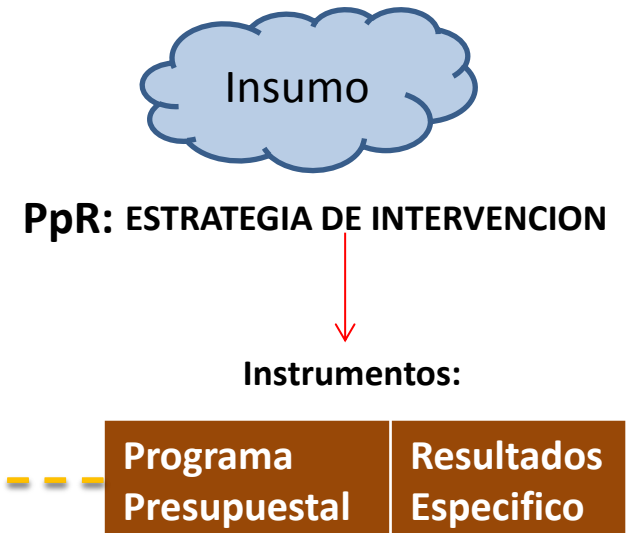 Insumo
PpR: ESTRATEGIA DE INTERVENCION
Instrumentos:
Programa Resultados
Presupuestal Especifico